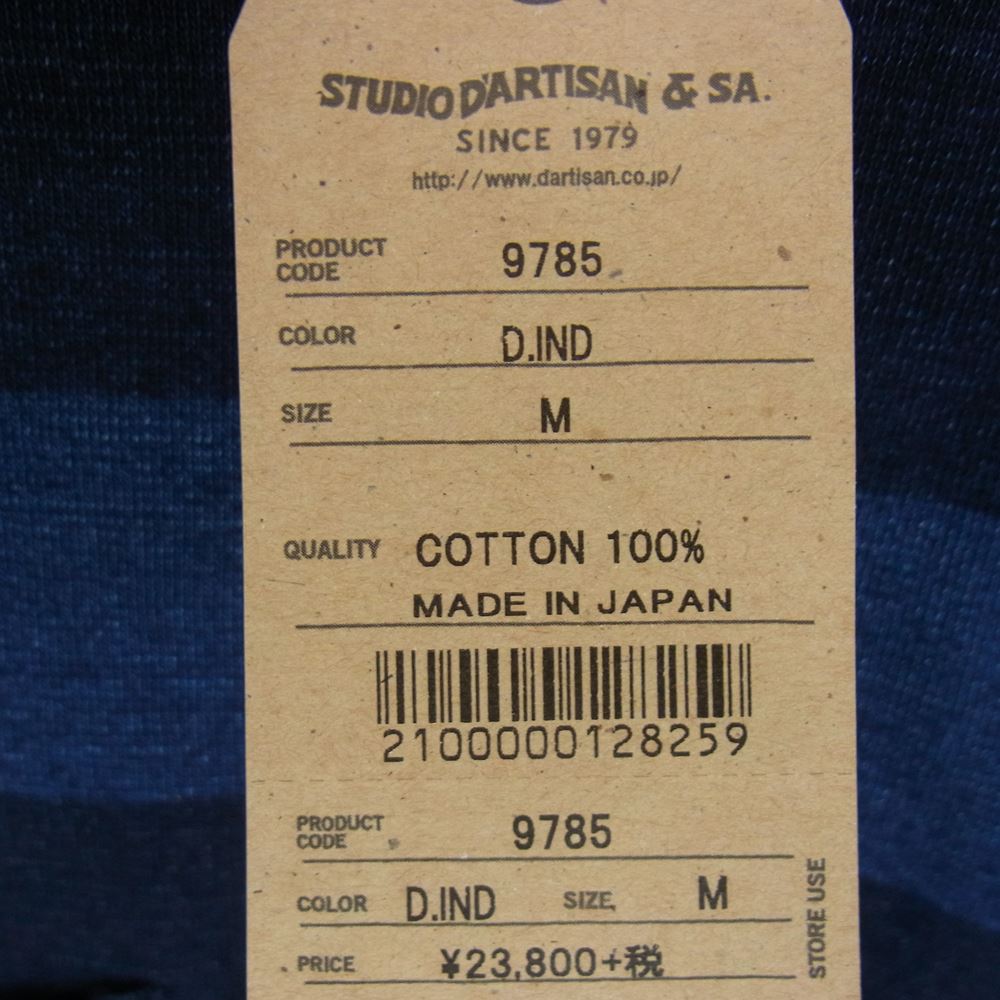 STUDIO D'ARTISAN & SA.
SINCE 1979
http://www.dartisan.co.jp/
PRODUCT CODE 9785
COLOR D.IND
SIZE M
QUALITY COTTON 100%
MADE IN JAPAN
2100000128259
PRODUCT CODE 9785
COLOR D.IND SIZE M
PRICE ¥23,800+税
STORE USE